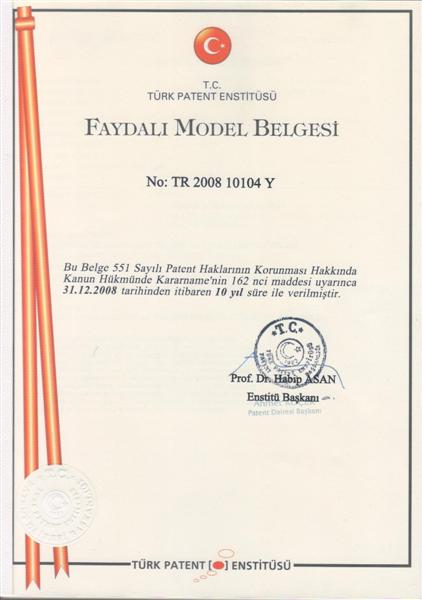 T.C.
TÜRK PATENT ENSTİTÜSÜ
FAYDALI MODEL BELGESİ
No: TR 2008 10104 Y
Bu Belge 551 Sayılı Patent Haklarının Korunması Hakkında
Kanun Hükmünde Kararname'nin 162 nci maddesi uyarınca
31.12.2008 tarihinden itibaren 10 yıl süre ile verilmiştir.
T.C.
Prof. Dr. Habip ASAN
Enstitü Başkanı
Patent Dairesi Başkanı
T.C.
TÜRK PATENT ENSTİTÜSÜ